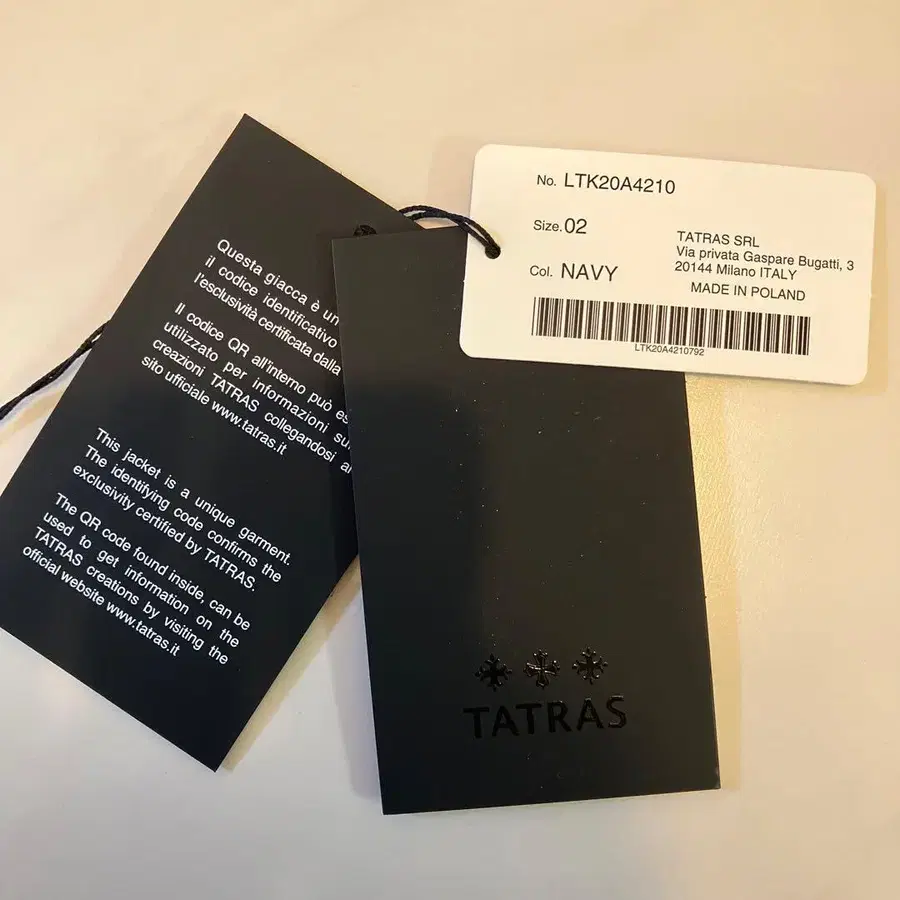 Questa giacca è un
il codice identificativo
l'esclusività certificata dalla
Il codice QR all'interno può es
utilizzato per informazioni su
creazioni TATRAS collegandosi al
sito ufficiale www.tatras.it
This jacket is a unique garment.
The identifying code confirms the
exclusivity certified by TATRAS.
The QR code found inside, can be
used to get information on the
TATRAS creations by visiting the
official website www.tatras.it
TATRAS
No. LTK20A4210
Size. 02
Col. NAVY
TATRAS SRL
Via privata Gaspare Bugatti, 3
20144 Milano ITALY
MADE IN POLAND
LTK20A4210792